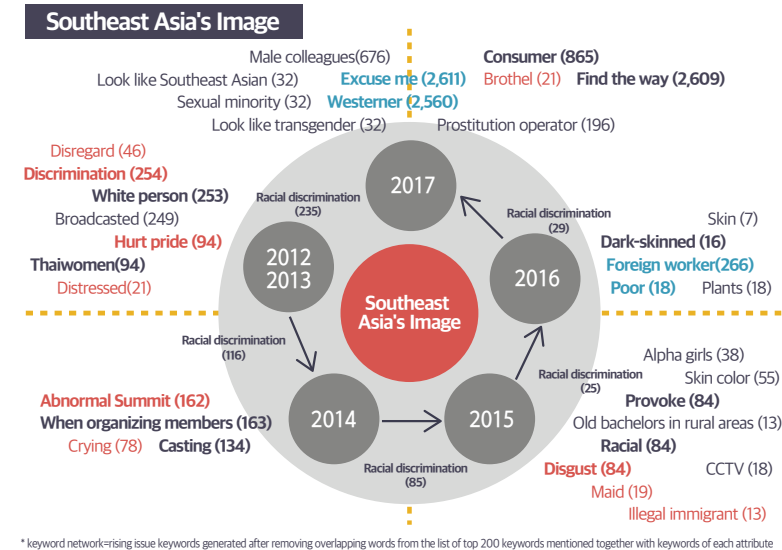 Southeast Asia's Image
Male colleagues(676)
Look like Southeast Asian (32)
Excuse me (2,611)
Sexual minority (32)
Westerner (2,560)
Look like transgender (32)
Consumer (865)
Brothel (21)
Find the way (2,609)
Prostitution operator (196)
Disregard (46)
Discrimination (254)
White person (253)
Broadcasted (249)
Hurt pride (94)
Thaiwomen(94)
Distressed(21)
Racial discrimination
(235)
2017
Racial discrimination
(29)
2012
2013
Southeast
Asia's Image
2016
Skin (7)
Dark-skinned (16)
Foreign worker(266)
Poor (18)
Plants (18)
Racial discrimination
(116)
2014
2015
Racial discrimination
(25)
Racial discrimination
(85)
Abnormal Summit (162)
When organizing members (163)
Crying (78)
Casting (134)
Alpha girls (38)
Skin color (55)
Provoke (84)
Old bachelors in rural areas (13)
Racial (84)
Disgust (84)
CCTV (18)
Maid (19)
Illegal immigrant (13)
* keyword network=rising issue keywords generated after removing overlapping words from the list of top 200 keywords mentioned together with keywords of each attribute